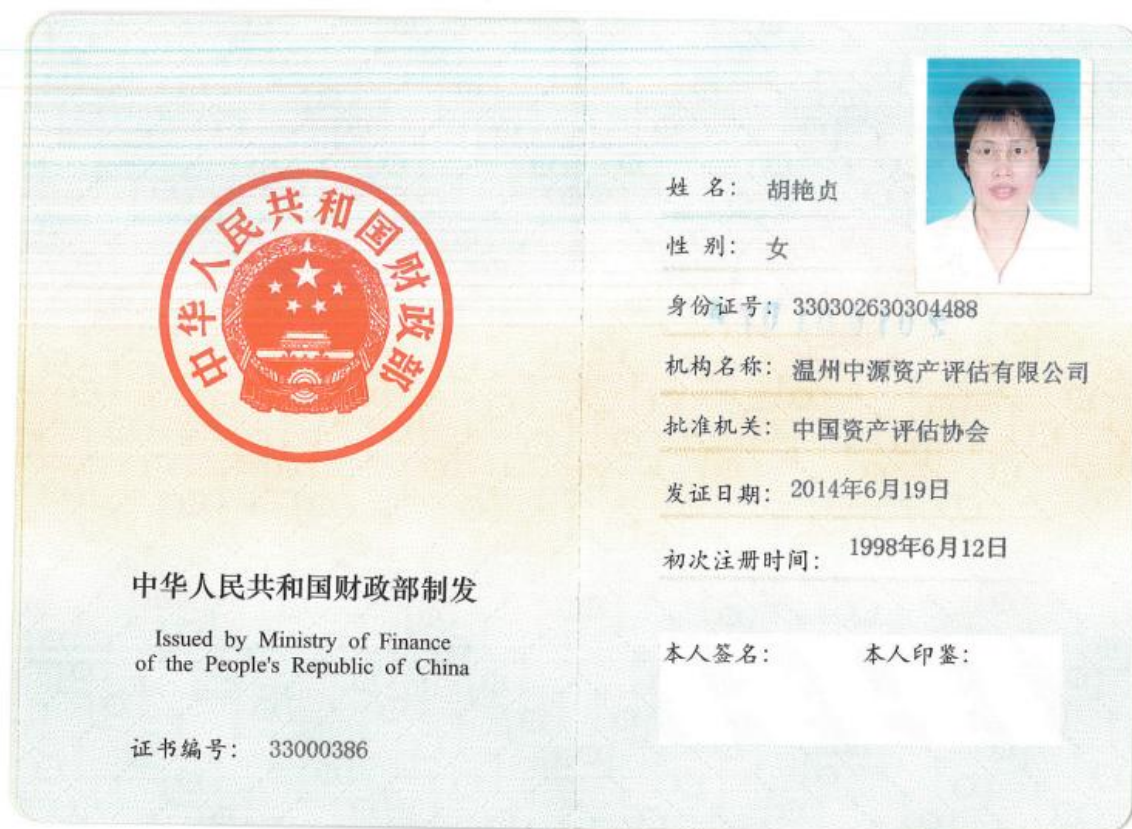 中华人民共和国财政部
中华人民共和国财政部制发
Issued by Ministry of Finance
of the People's Republic of China
证书编号： 33000386
姓 名： 胡艳贞
性 别： 女
身份证号： 330302630304488
机构名称： 温州中源资产评估有限公司
批准机关： 中国资产评估协会
发证日期： 2014年6月19日
初次注册时间： 1998年6月12日
本人签名： 本人印鉴：